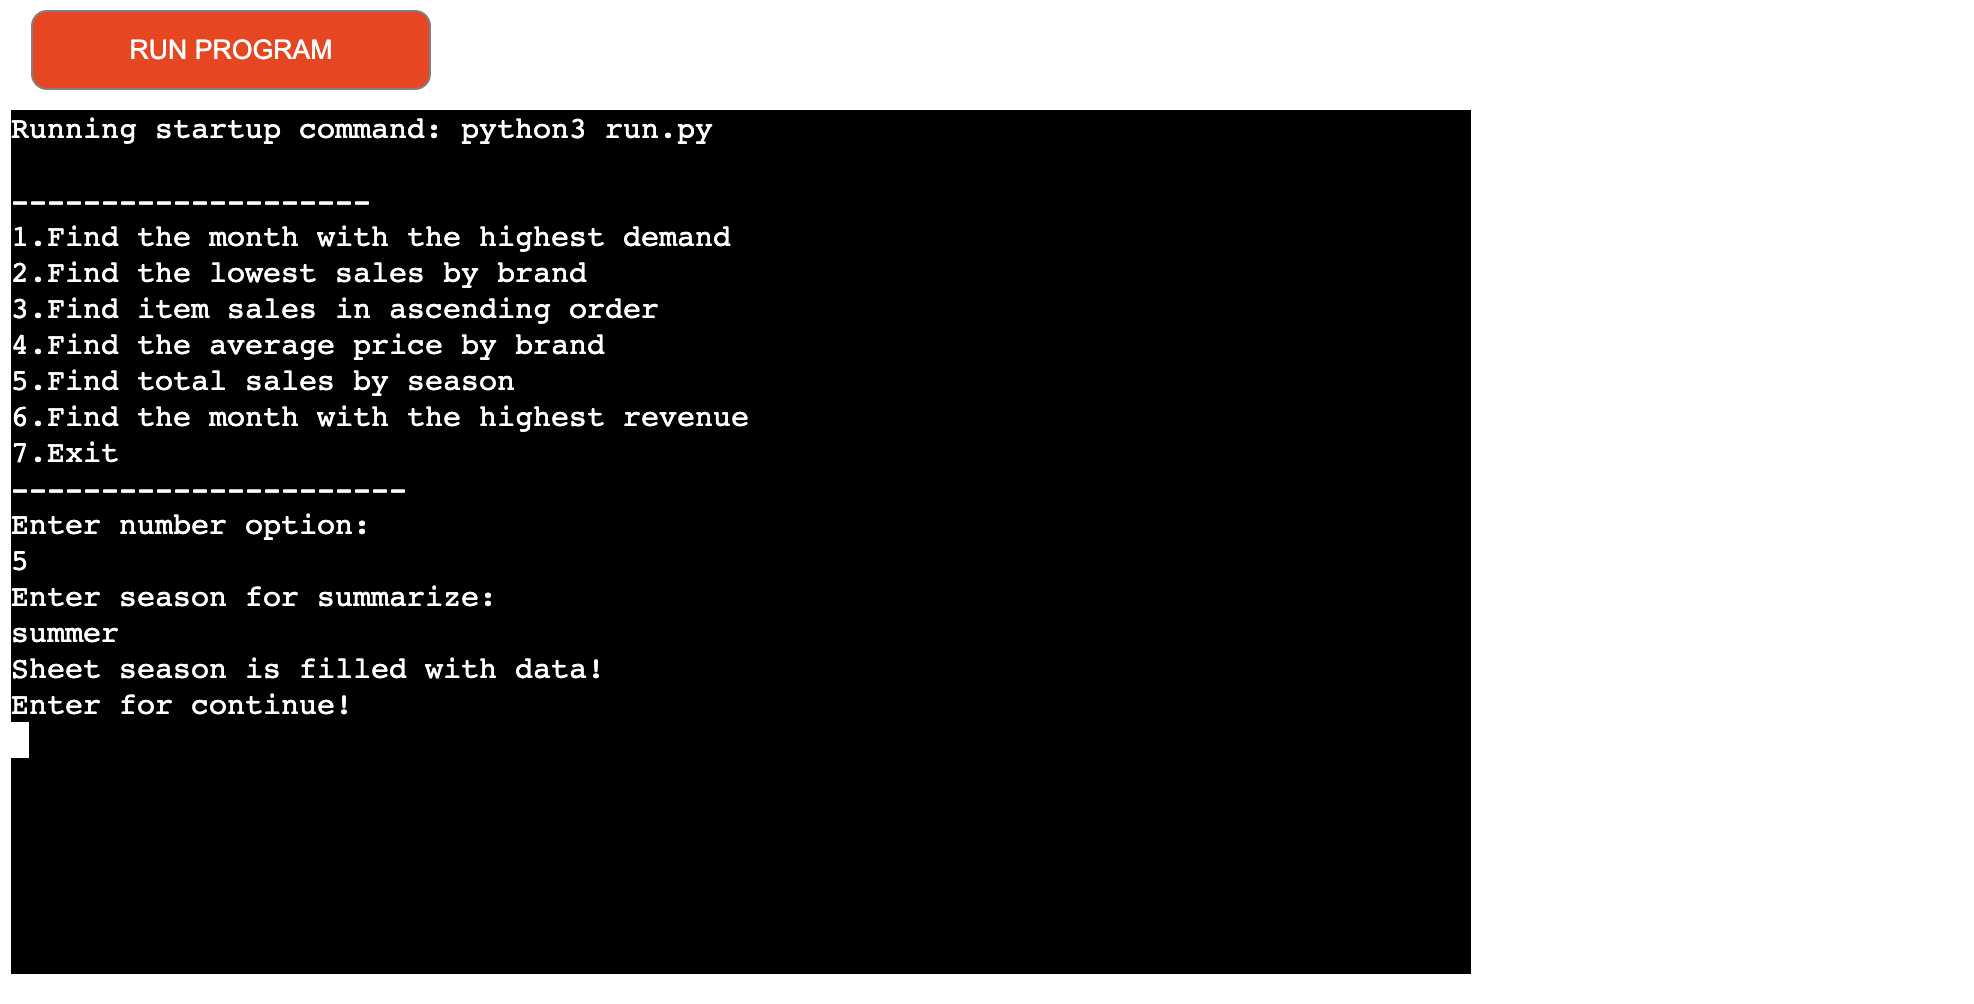 RUN PROGRAM
Running startup command: python3 run.py
--------------------
1.Find the month with the highest demand
2.Find the lowest sales by brand
3.Find item sales in ascending order
4.Find the average price by brand
5.Find total sales by season
6.Find the month with the highest revenue
7.Exit
----------------------
Enter number option:
5
Enter season for summarize:
summer
Sheet season is filled with data!
Enter for continue!